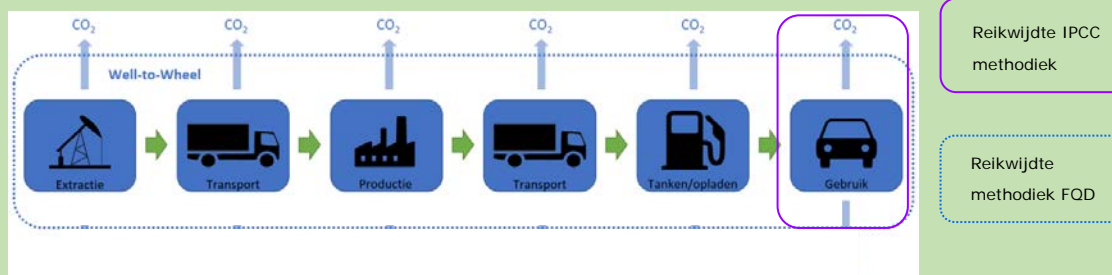 CO₂ CO₂ CO₂ CO₂ CO₂ CO₂
Well-to-Wheel
Extractie Transport Productie Transport Tanken/opladen Gebruik
Reikwijdte IPCC
methodiek
Reikwijdte
methodiek FQD